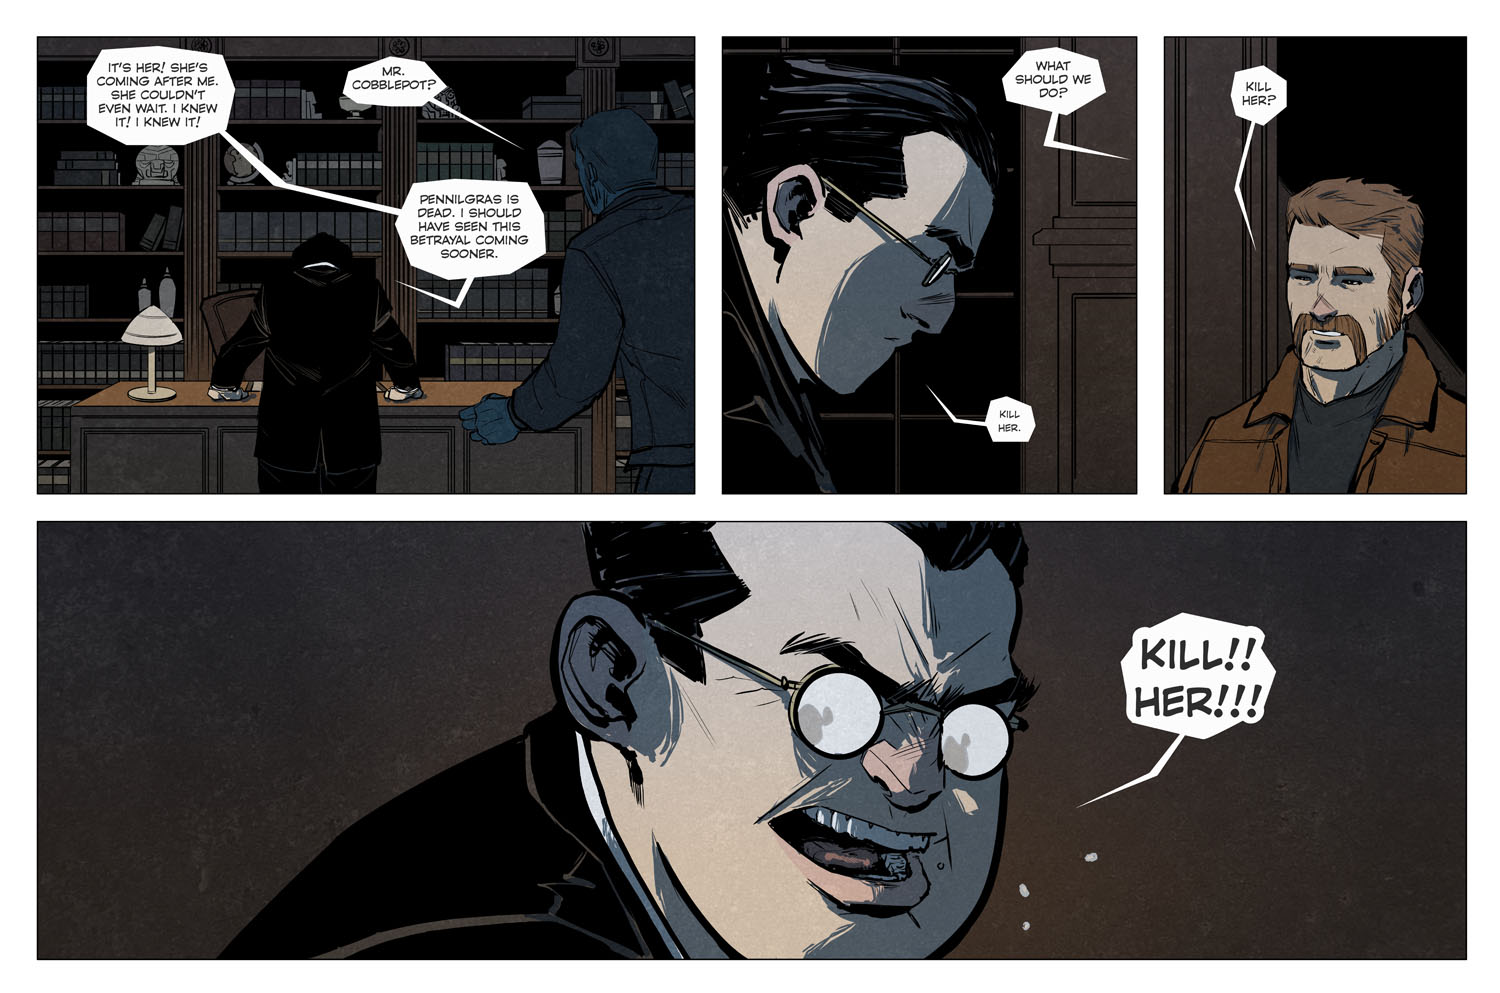 IT'S HER! SHE'S
COMING AFTER ME.
SHE COULDN'T
EVEN WAIT. I KNEW
IT! I KNEW IT!
MR.
COBBLEPOT?
PENNILGRAS IS
DEAD. I SHOULD
HAVE SEEN THIS
BETRAYAL COMING
SOONER.
WHAT
SHOULD WE
DO?
KILL
HER.
KILL
HER?
KILL!!
HER!!!